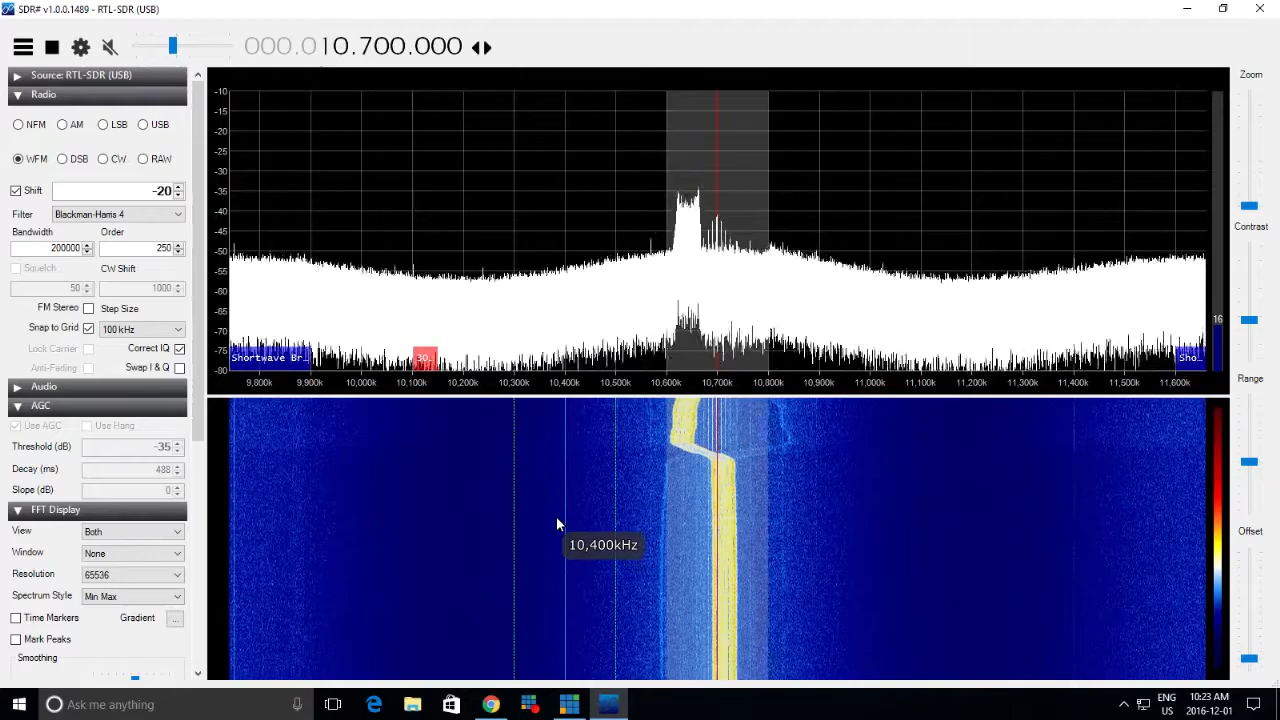 SDR# v1.0.0.1489 - RTL-SDR (USB)
000.010.700.000
Source: RTL-SDR (USB)
Radio
NFM AM LSB USB
WFM DSB CW RAW
Shift -20
Filter Blackman-Harris 4
Bandwidth Order
200000 250
Squelch CW Shift
50 1000
FM Stereo Step Size
Snap to Grid 100 kHz
Lock Carrier Correct IQ
Anti-Fading Swap I & Q
Audio
AGC
Use AGC Use Hang
Threshold (dB) -35
Decay (ms) 488
Slope (dB) 0
FFT Display
View Both
Window None
Resolution 65536
Spectrum Style Min Max
Time Markers Gradient ...
Mark Peaks
Smoothing
-10
-15
-20
-25
-30
-35
-40
-45
-50
-55
-60
-65
-70
-75
-80
Shortwave Br... 30... Sho...
9,800k 9,900k 10,000k 10,100k 10,200k 10,300k 10,400k 10,500k 10,600k 10,700k 10,800k 10,900k 11,000k 11,100k 11,200k 11,300k 11,400k 11,500k 11,600k
16
10,400kHz
Zoom
Contrast
Range
Offset
Ask me anything
ENG
US
10:23 AM
2016-12-01